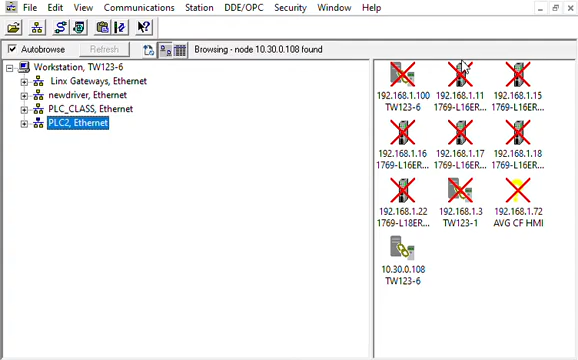 File Edit View Communications Station DDE/OPC Security Window Help
Autobrowse Refresh Browsing - node 10.30.0.108 found
Workstation, TW123-6
Linx Gateways, Ethernet
newdriver, Ethernet
PLC_CLASS, Ethernet
PLC2, Ethernet
192.168.1.100 192.168.1.11 192.168.1.15
TW123-6 1769-L16ER... 1769-L16ER...
192.168.1.16 192.168.1.17 192.168.1.18
1769-L16ER... 1769-L16ER... 1769-L16ER...
192.168.1.22 192.168.1.3 192.168.1.72
1769-L18ER... TW123-1 AVG CF HMI
10.30.0.108
TW123-6